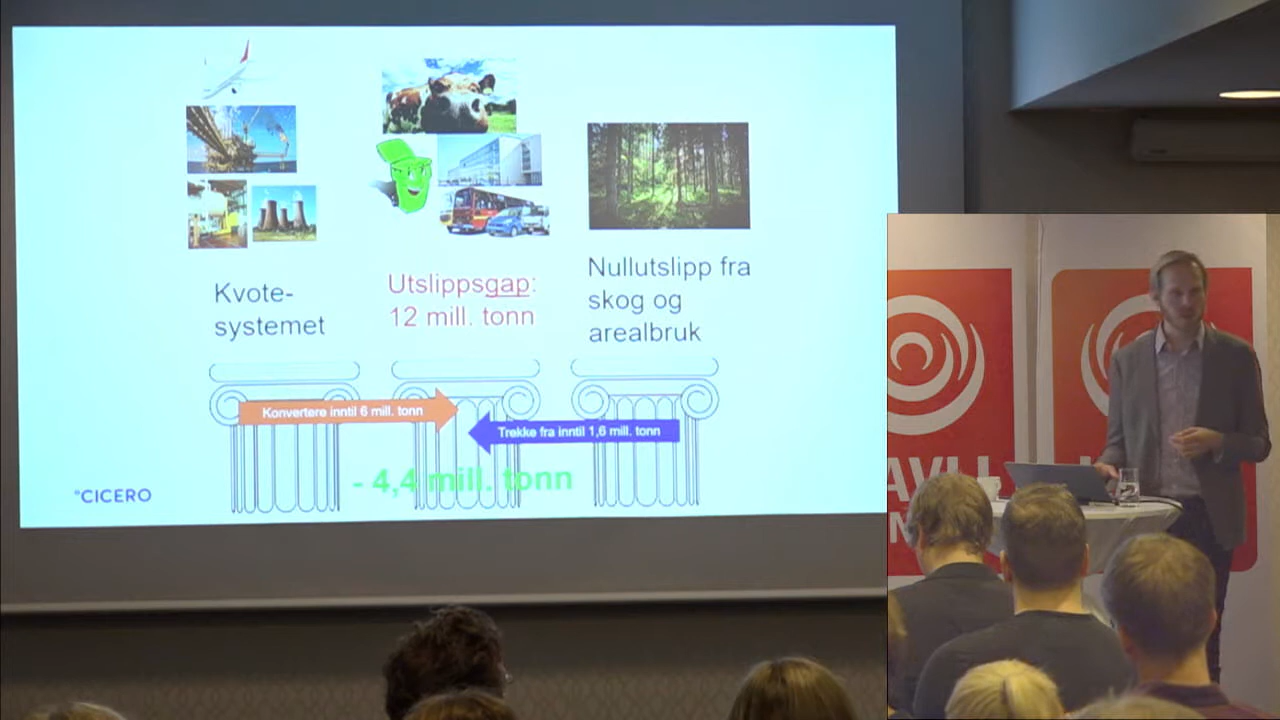 Kvote-
systemet
Utslippsgap:
12 mill. tonn
Nullutslipp fra
skog og
arealbruk
Konvertere inntil 6 mill. tonn
Trekke fra inntil 1,6 mill. tonn
- 4,4 mill. tonn
°CICERO